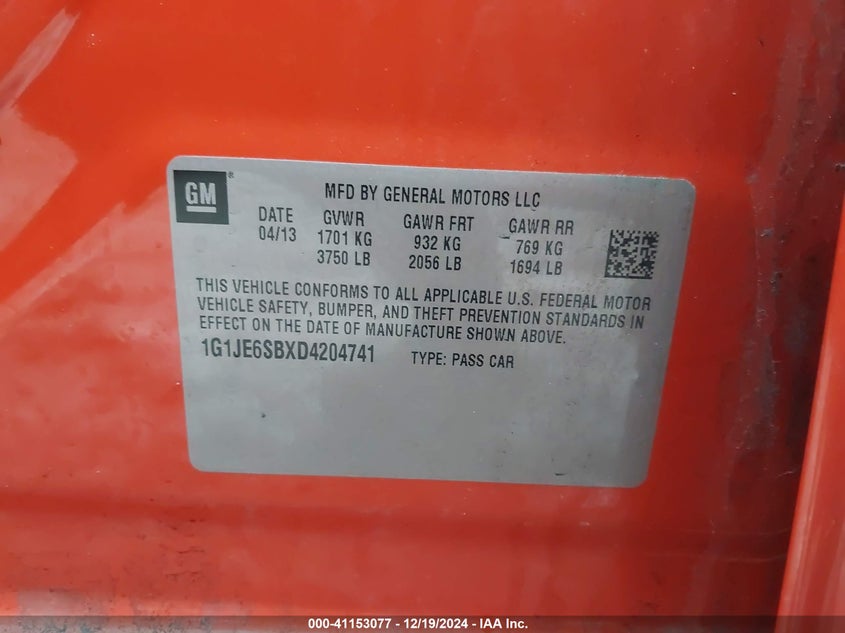 GM ®
MFD BY GENERAL MOTORS LLC
DATE GVWR GAWR FRT GAWR RR
04/13 1701 KG 932 KG 769 KG
3750 LB 2056 LB 1694 LB
THIS VEHICLE CONFORMS TO ALL APPLICABLE U.S. FEDERAL MOTOR
VEHICLE SAFETY, BUMPER, AND THEFT PREVENTION STANDARDS IN
EFFECT ON THE DATE OF MANUFACTURE SHOWN ABOVE.
1G1JE6SBXD4204741 TYPE: PASS CAR
000-41153077 - 12/19/2024 - IAA Inc.